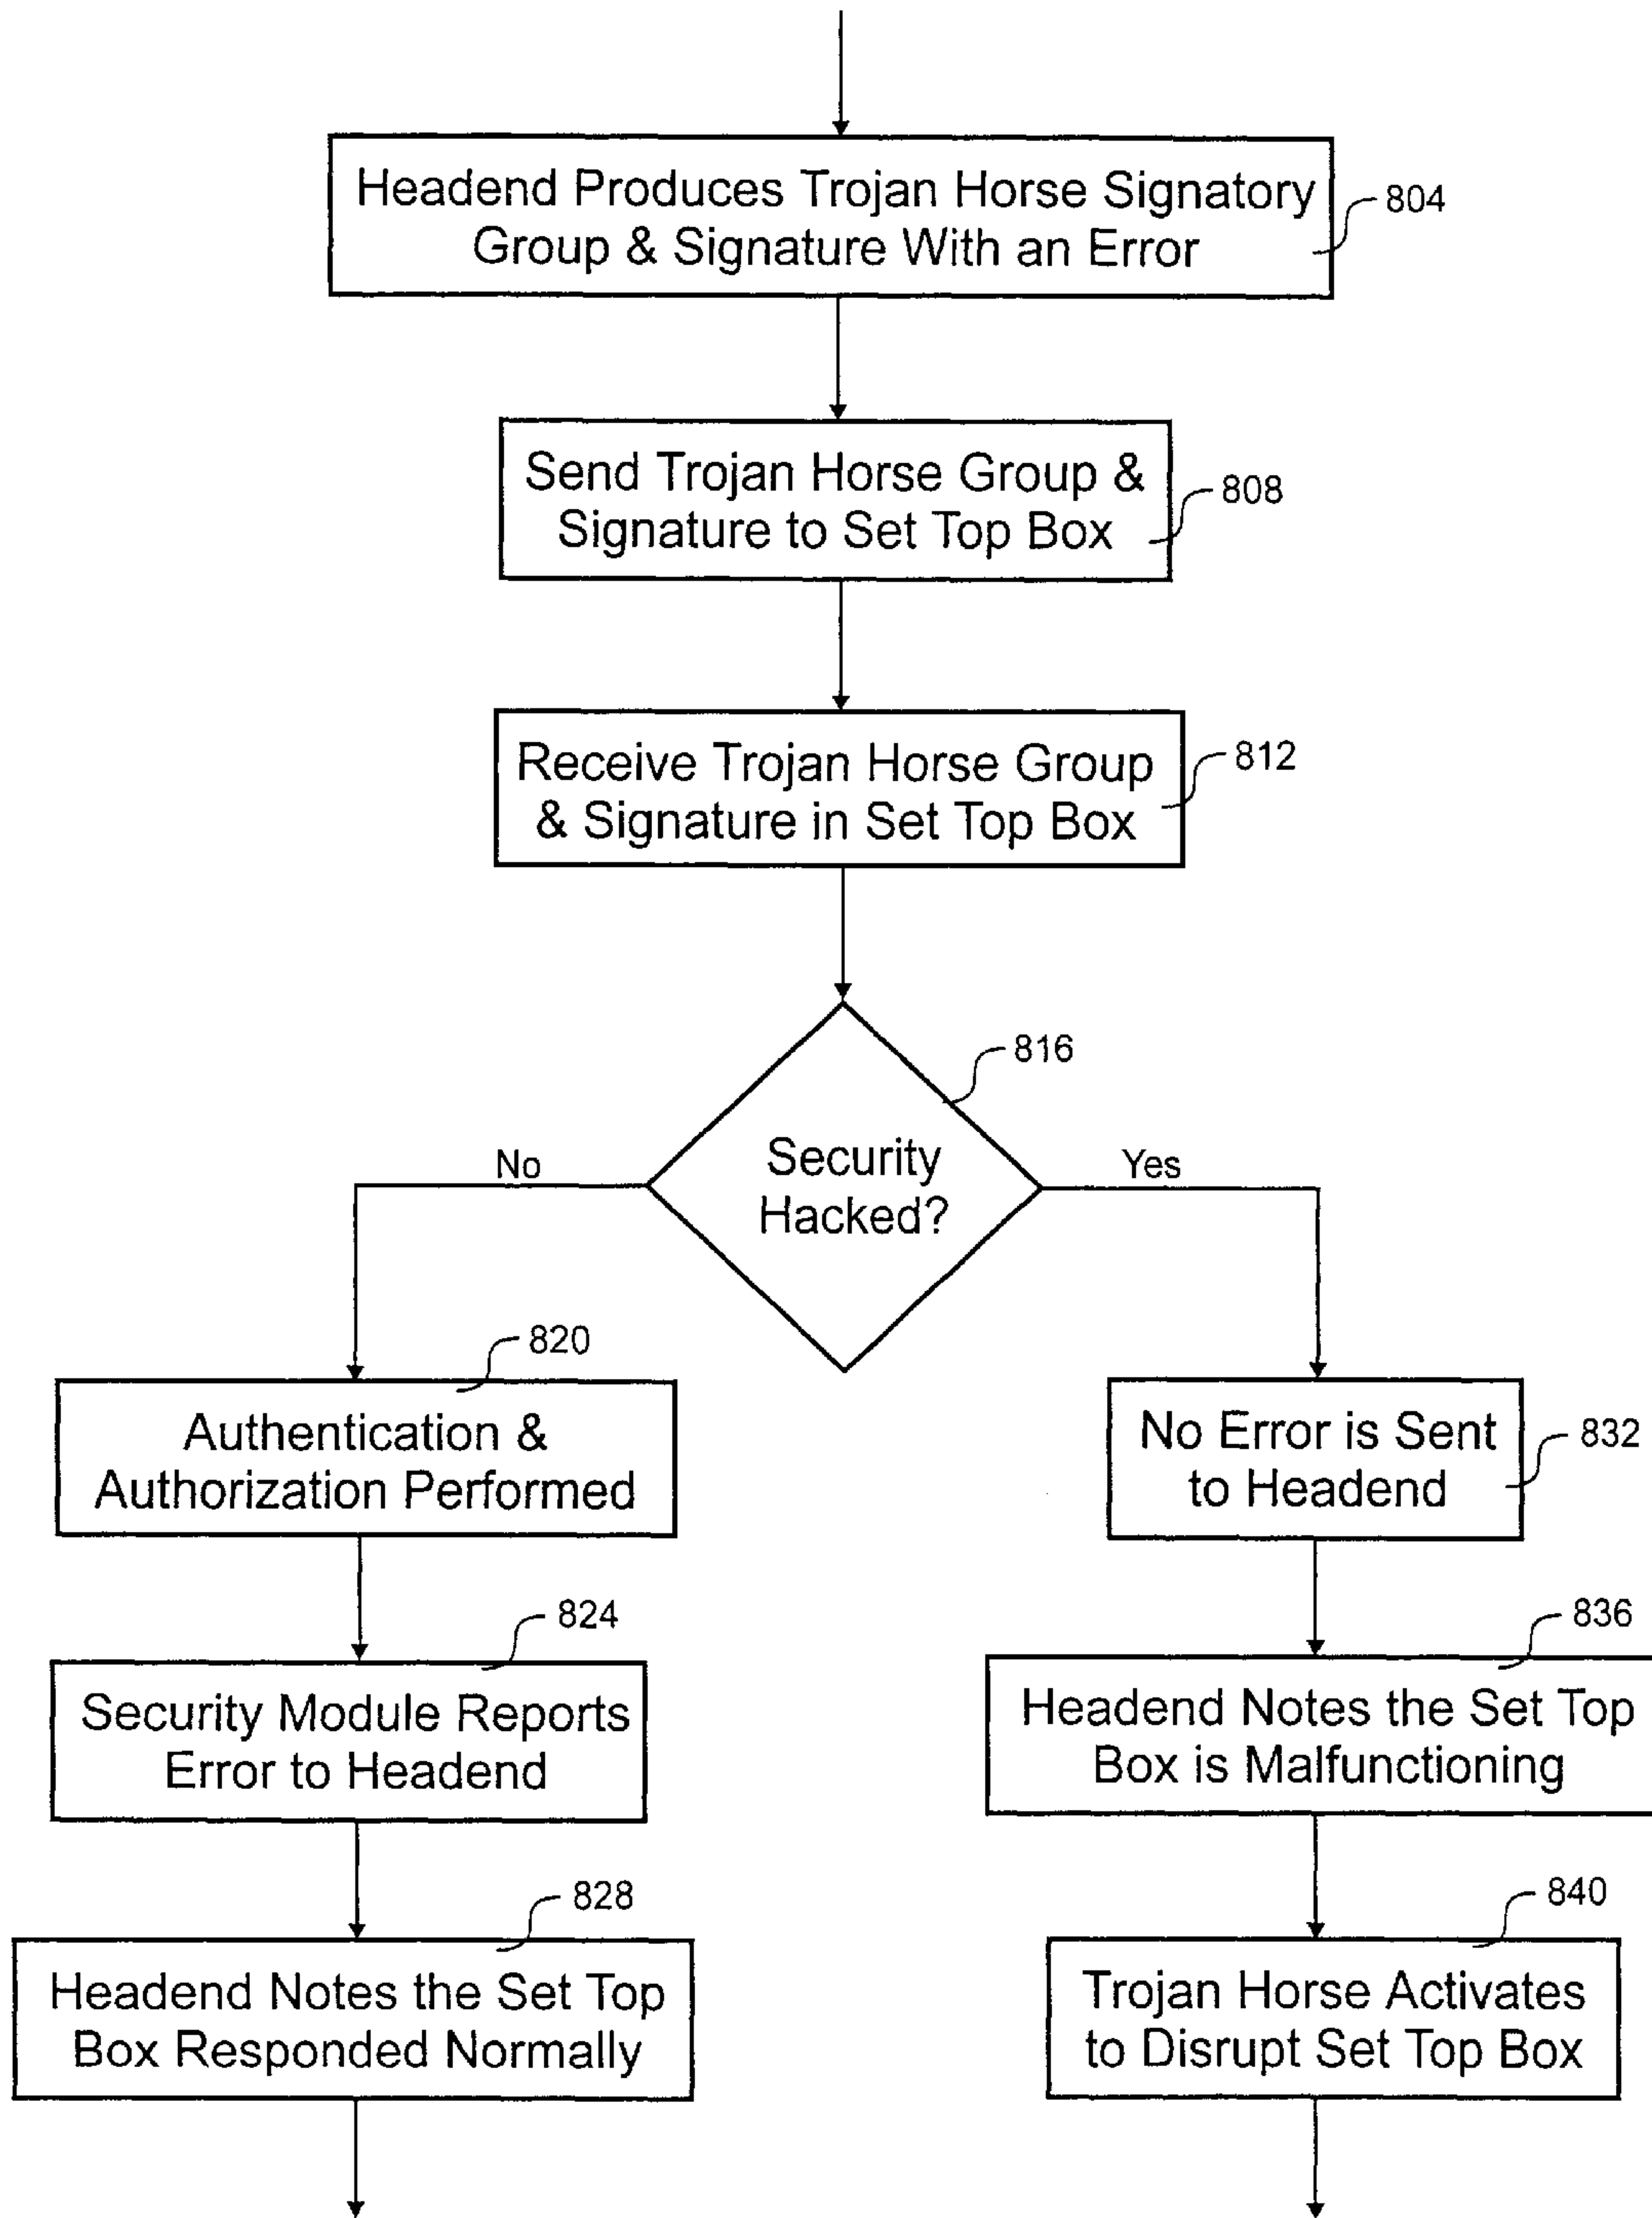 Headend Produces Trojan Horse Signatory
Group & Signature With an Error
804
Send Trojan Horse Group &
Signature to Set Top Box
808
Receive Trojan Horse Group
& Signature in Set Top Box
812
816
Security
Hacked?
No
Yes
820
Authentication &
Authorization Performed
No Error is Sent
to Headend
832
824
Security Module Reports
Error to Headend
836
Headend Notes the Set Top
Box is Malfunctioning
828
Headend Notes the Set Top
Box Responded Normally
840
Trojan Horse Activates
to Disrupt Set Top Box